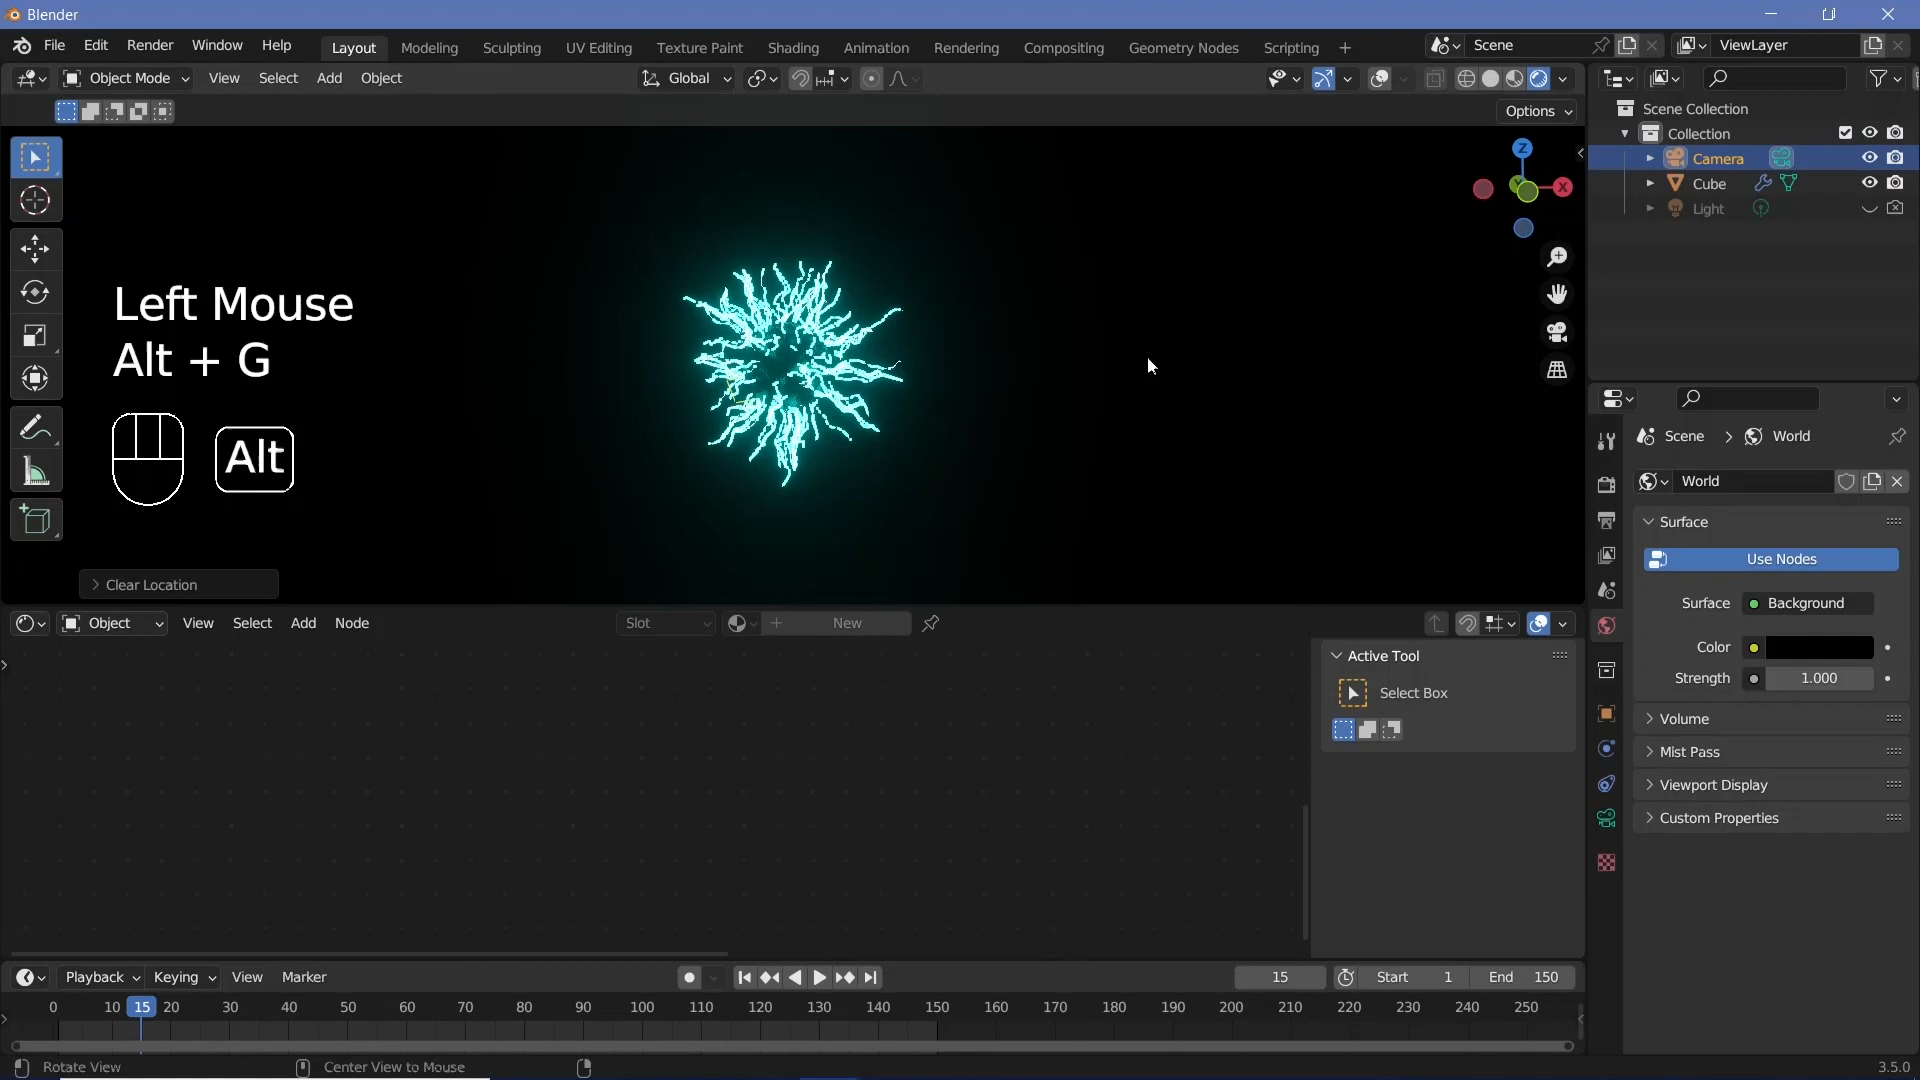 Blender
File Edit Render Window Help Layout Modeling Sculpting UV Editing Texture Paint Shading Animation Rendering Compositing Geometry Nodes Scripting + Scene ViewLayer
Object Mode View Select Add Object Global
Options
Scene Collection
Collection
Camera
Cube
Light
Z
X
Left Mouse
Alt + G
Alt
Clear Location
Scene > World
World
Surface
Use Nodes
Surface Background
Color
Strength 1.000
Volume
Mist Pass
Viewport Display
Custom Properties
Object View Select Add Node Slot New
Active Tool
Select Box
Playback Keying View Marker 15 Start 1 End 150
0 10 15 20 30 40 50 60 70 80 90 100 110 120 130 140 150 160 170 180 190 200 210 220 230 240 250
Rotate View Center View to Mouse 3.5.0